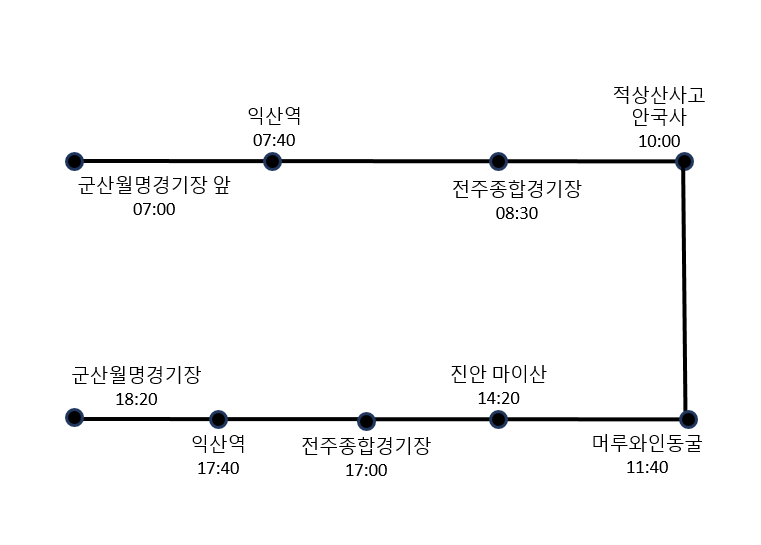 적상산사고
안국사
10:00
익산역
07:40
군산월명경기장 앞
07:00
전주종합경기장
08:30
군산월명경기장
18:20
진안 마이산
14:20
익산역
17:40
전주종합경기장
17:00
머루와인동굴
11:40